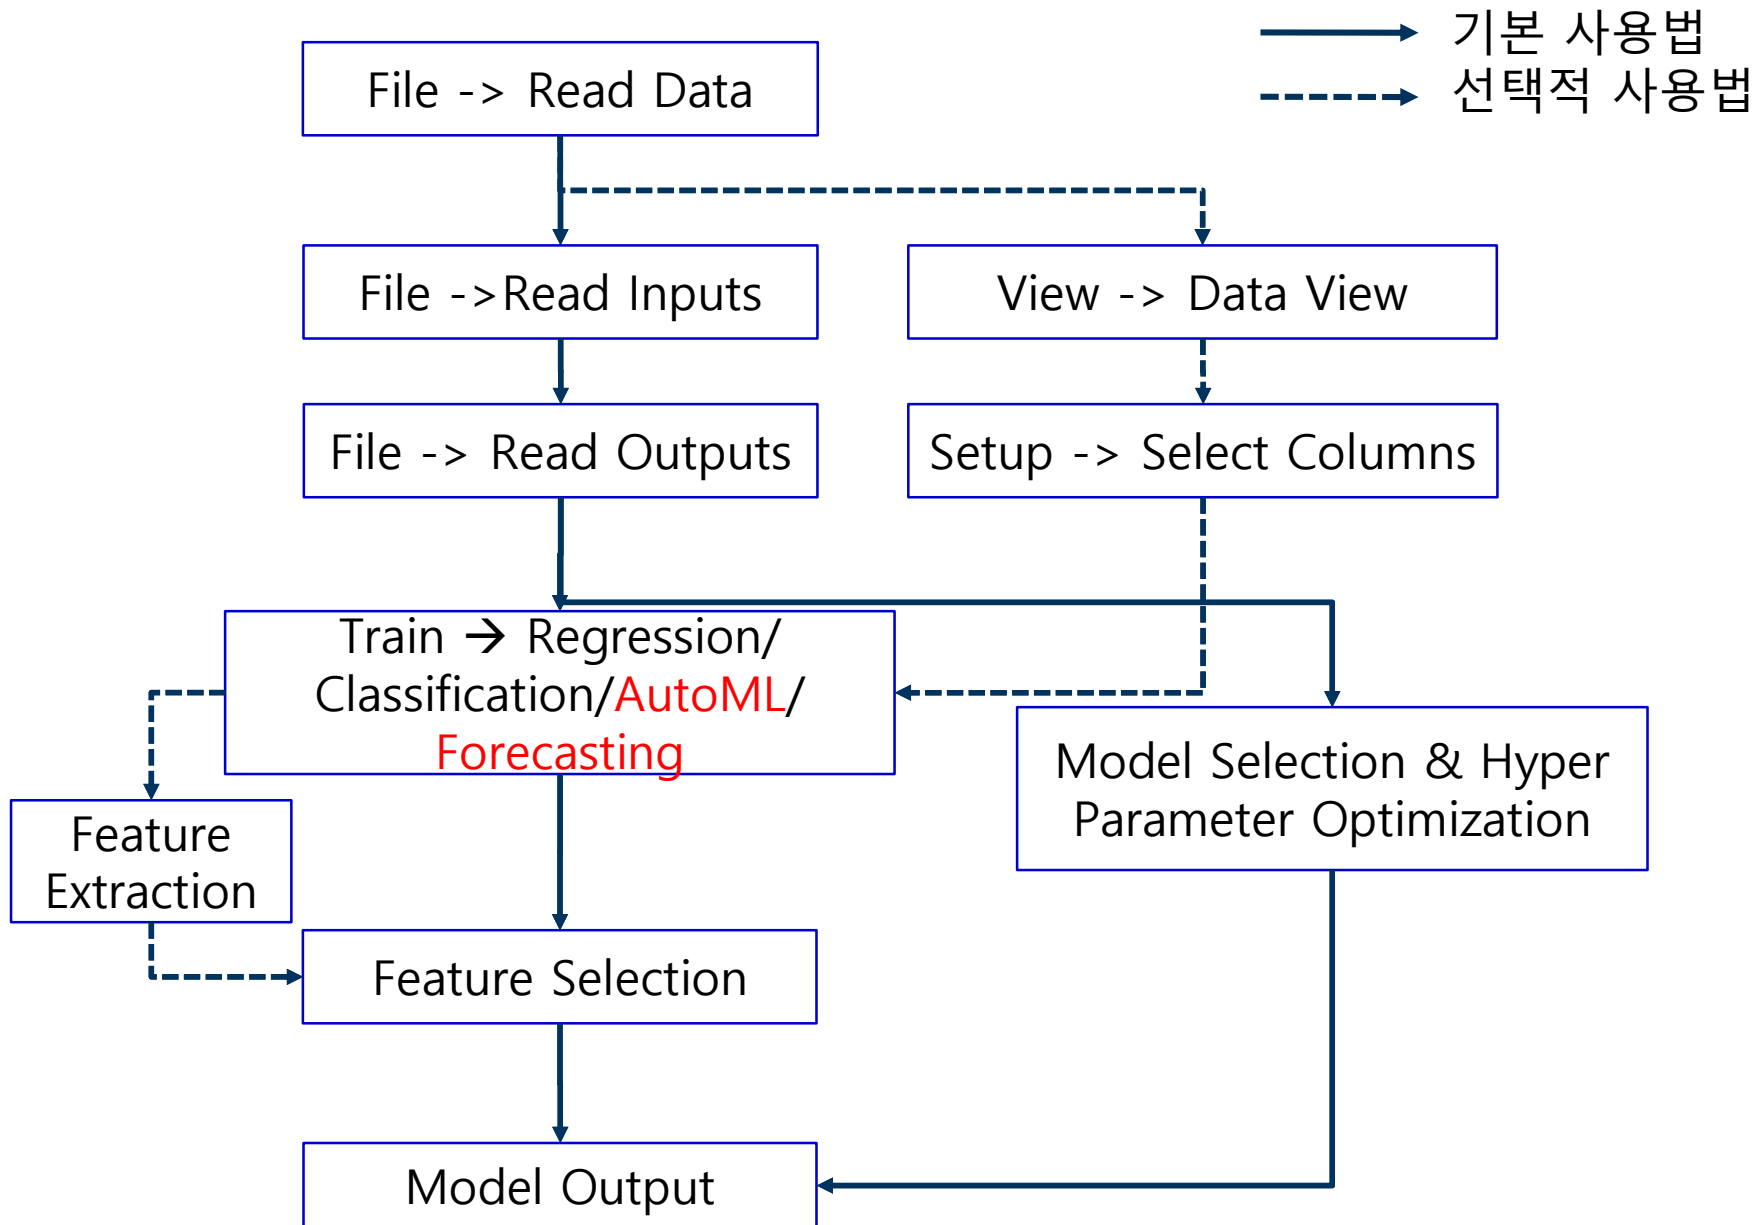 기본 사용법
선택적 사용법
File -> Read Data
File ->Read Inputs
View -> Data View
File -> Read Outputs
Setup -> Select Columns
Train → Regression/
Classification/AutoML/
Forecasting
Model Selection & Hyper
Parameter Optimization
Feature
Extraction
Feature Selection
Model Output